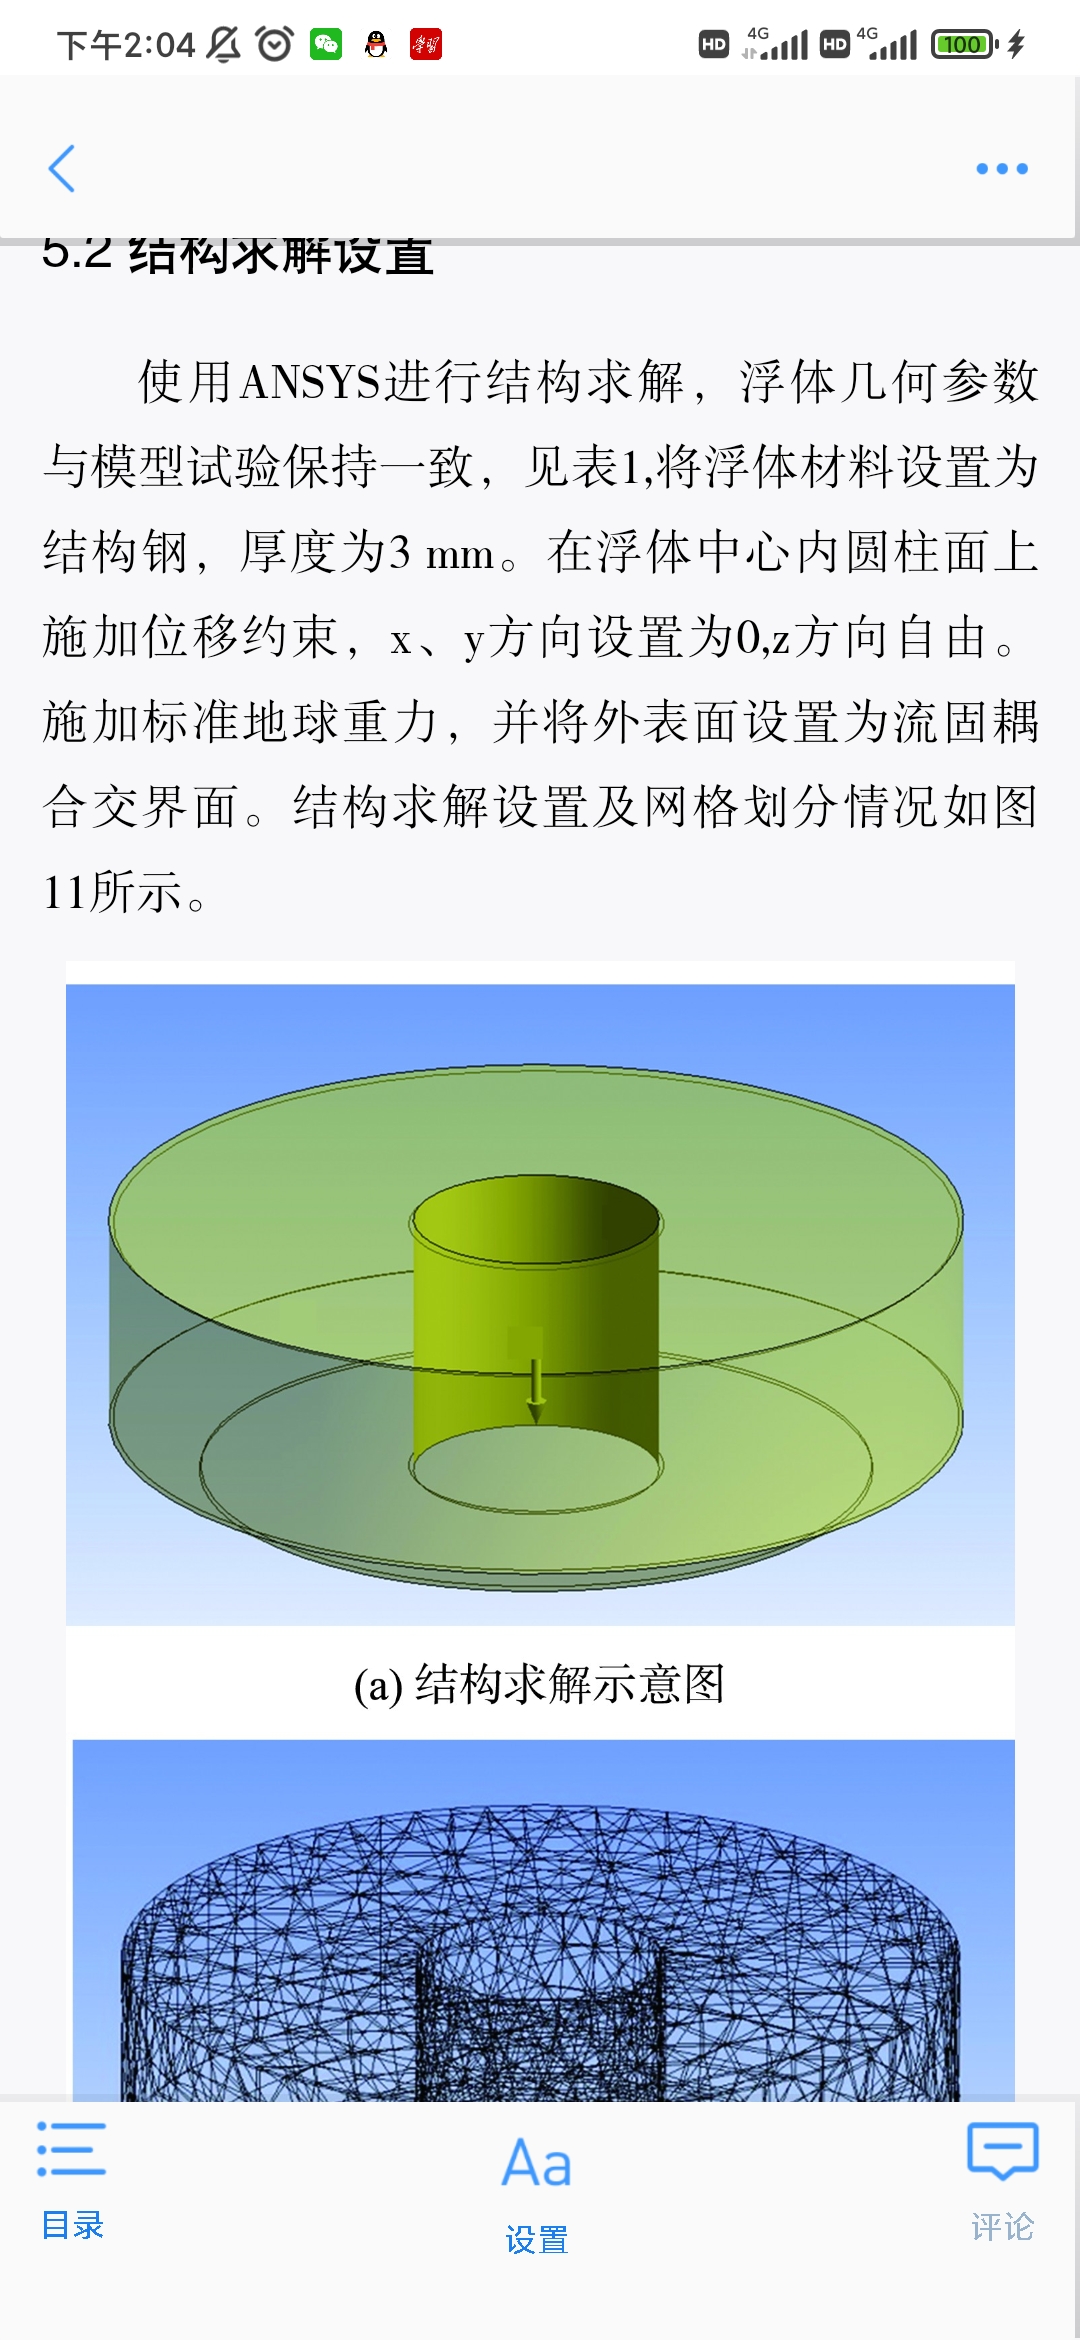 下午2:04
HD 4G HD 4G 100
5.2 结构求解设置
使用ANSYS进行结构求解，浮体几何参数
与模型试验保持一致，见表1,将浮体材料设置为
结构钢，厚度为3 mm。在浮体中心内圆柱面上
施加位移约束，x、y方向设置为0,z方向自由。
施加标准地球重力，并将外表面设置为流固耦
合交界面。结构求解设置及网格划分情况如图
11所示。
(a) 结构求解示意图
Aa
目录 设置 评论